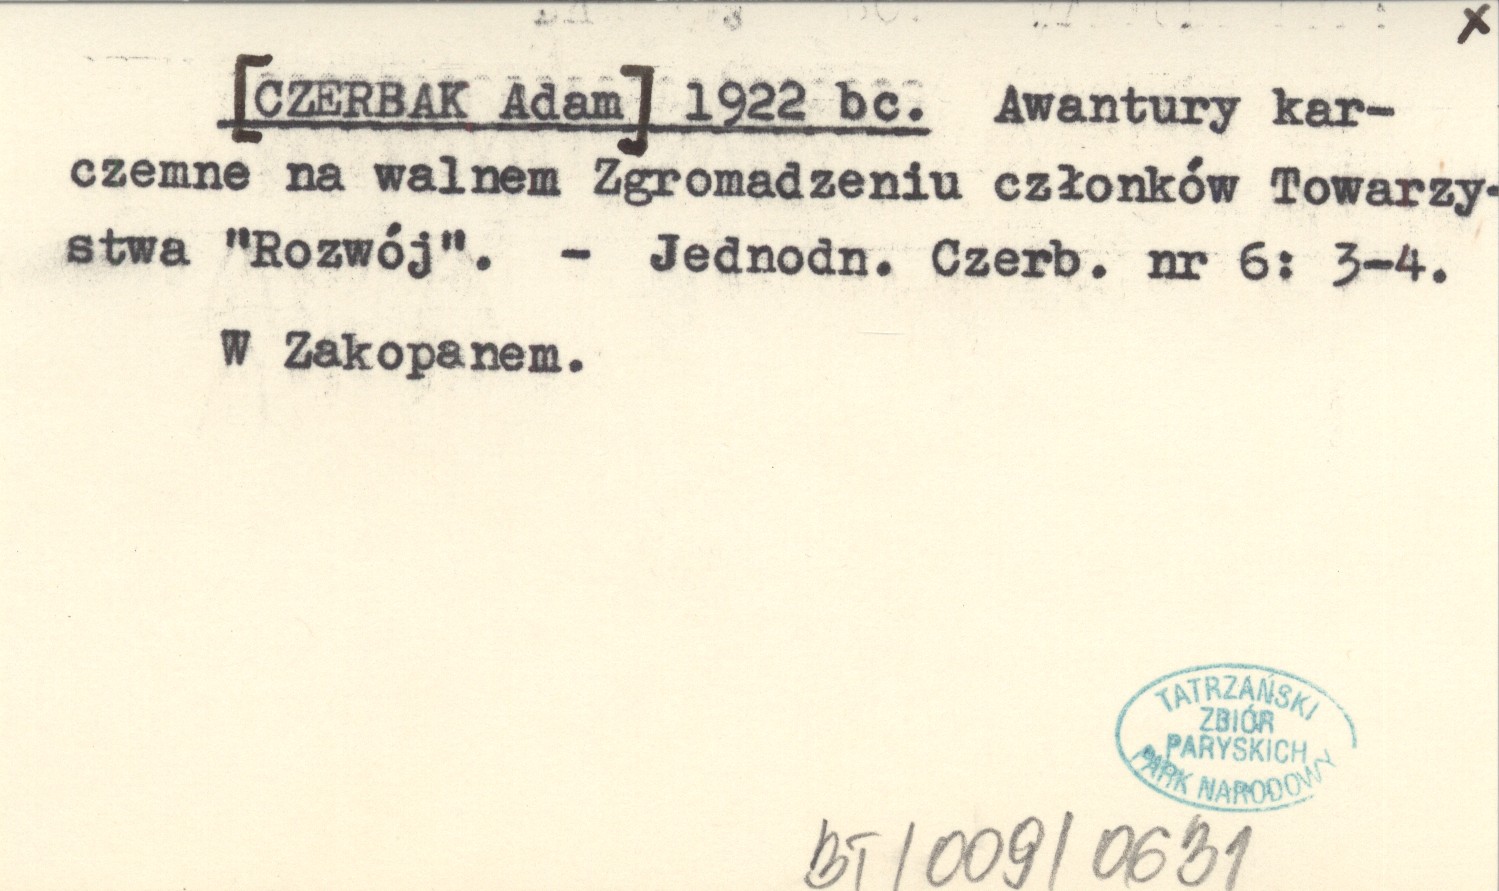 x
[CZERBAK Adam] 1922 bc. Awantury kar-
czemne na walnem Zgromadzeniu członków Towarzy-
stwa "Rozwój". - Jednodn. Czerb. nr 6: 3-4.
W Zakopanem.
TATRZAŃSKI
ZBIÓR
PARYSKICH
PARK NARODOWY
BT/009/0631